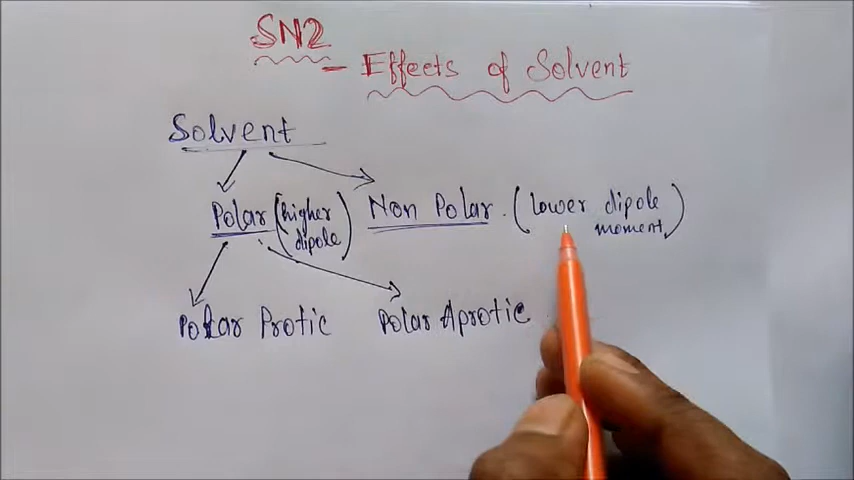 SN2
- Effects of Solvent
Solvent
Polar (higher dipole) Non Polar. (lower dipole moment)
Polar Protic Polar Aprotic